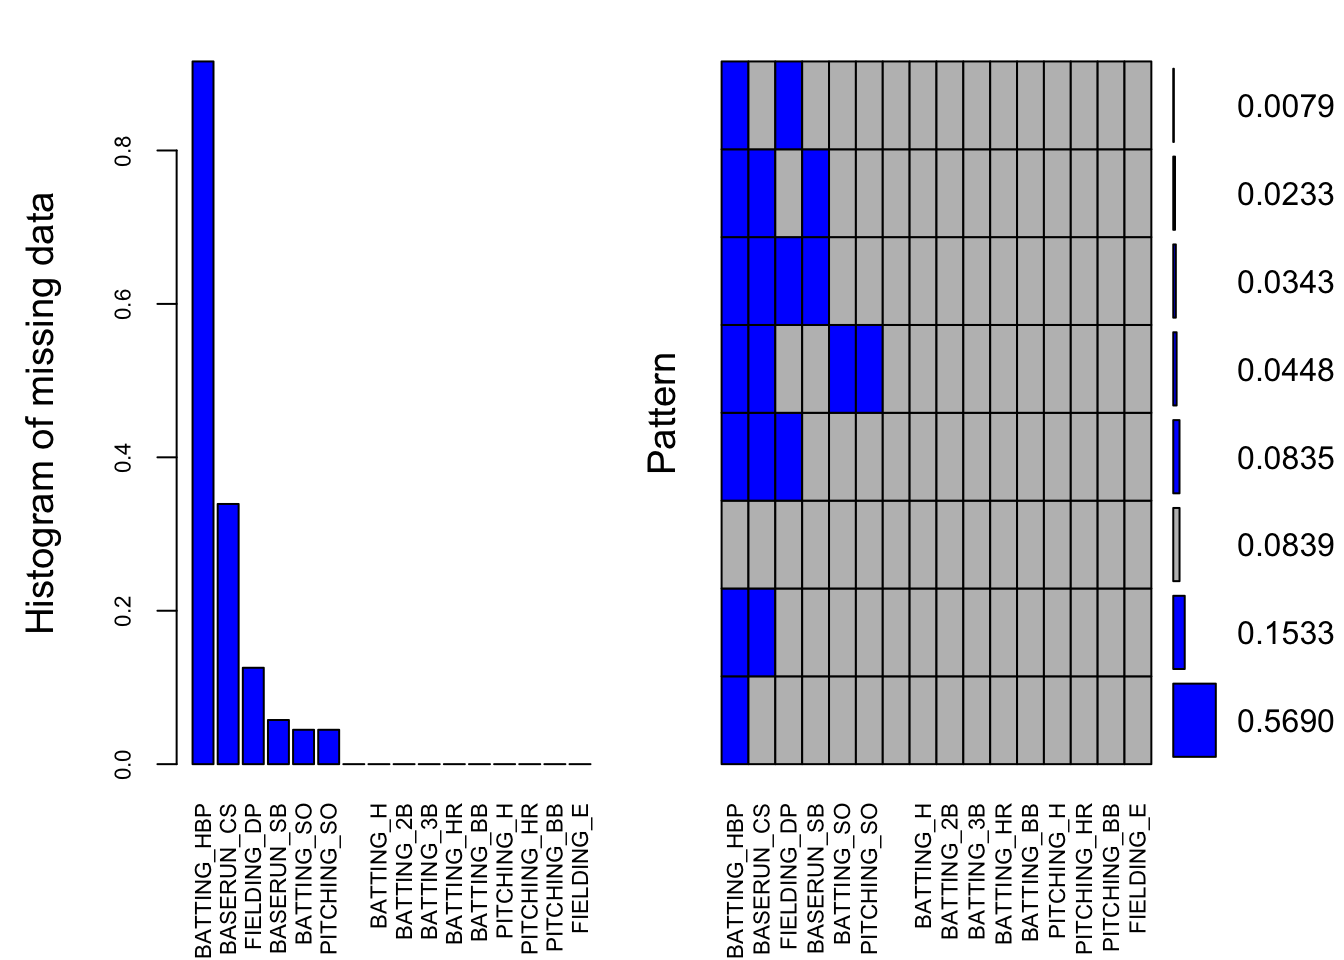 Histogram of missing data
0.8
0.6
0.4
0.2
0.0
BATTING_HBP
BASERUN_CS
FIELDING_DP
BASERUN_SB
BATTING_SO
PITCHING_SO
BATTING_H
BATTING_2B
BATTING_3B
BATTING_HR
BATTING_BB
PITCHING_H
PITCHING_HR
PITCHING_BB
FIELDING_E
Pattern
0.0079
0.0233
0.0343
0.0448
0.0835
0.0839
0.1533
0.5690
BATTING_HBP
BASERUN_CS
FIELDING_DP
BASERUN_SB
BATTING_SO
PITCHING_SO
BATTING_H
BATTING_2B
BATTING_3B
BATTING_HR
BATTING_BB
PITCHING_H
PITCHING_HR
PITCHING_BB
FIELDING_E